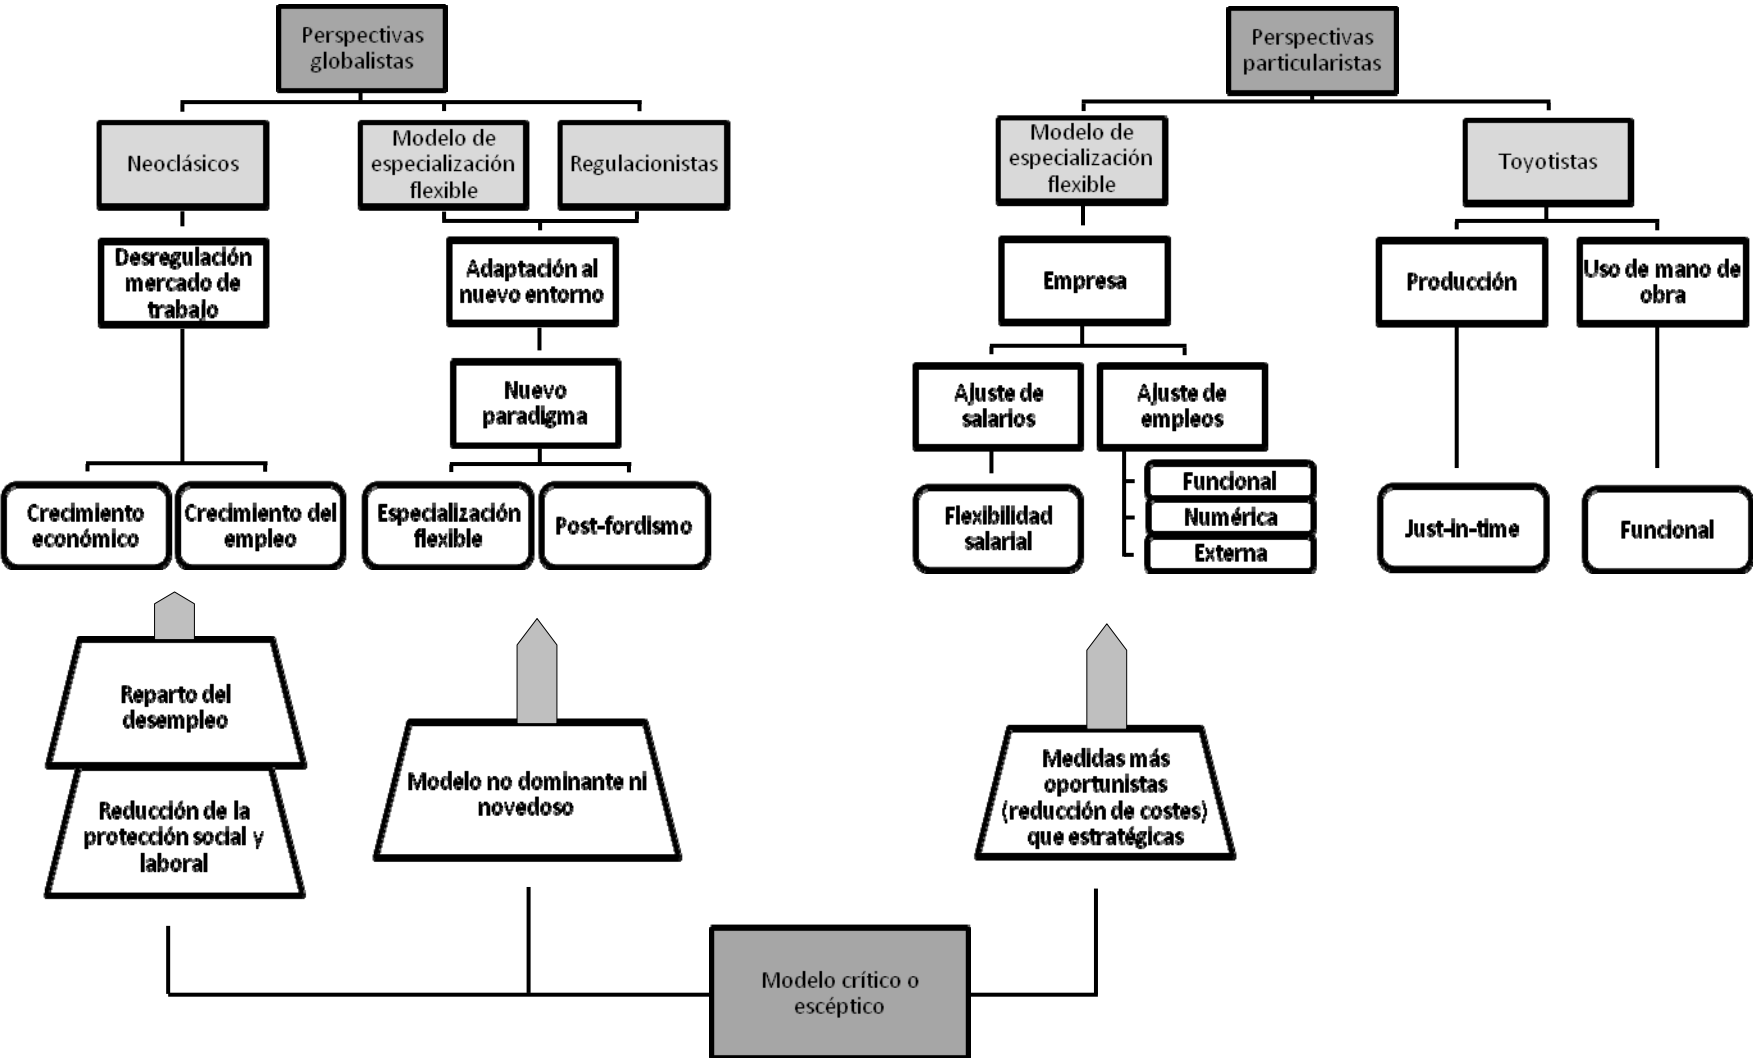 Perspectivas
globalistas
Perspectivas
particularistas
Neoclásicos
Modelo de
especialización
flexible
Regulacionistas
Modelo de
especialización
flexible
Toyotistas
Desregulación
mercado de
trabajo
Adaptación al
nuevo entorno
Empresa
Producción
Uso de mano de
obra
Nuevo
paradigma
Ajuste de
salarios
Ajuste de
empleos
Crecimiento
económico
Crecimiento del
empleo
Especialización
flexible
Post-fordismo
Flexibilidad
salarial
Funcional
Numérica
Externa
Just-in-time
Funcional
Reparto del
desempleo
Reducción de la
protección social y
laboral
Modelo no dominante ni
novedoso
Medidas más
oportunistas
(reducción de costes)
que estratégicas
Modelo crítico o
escéptico